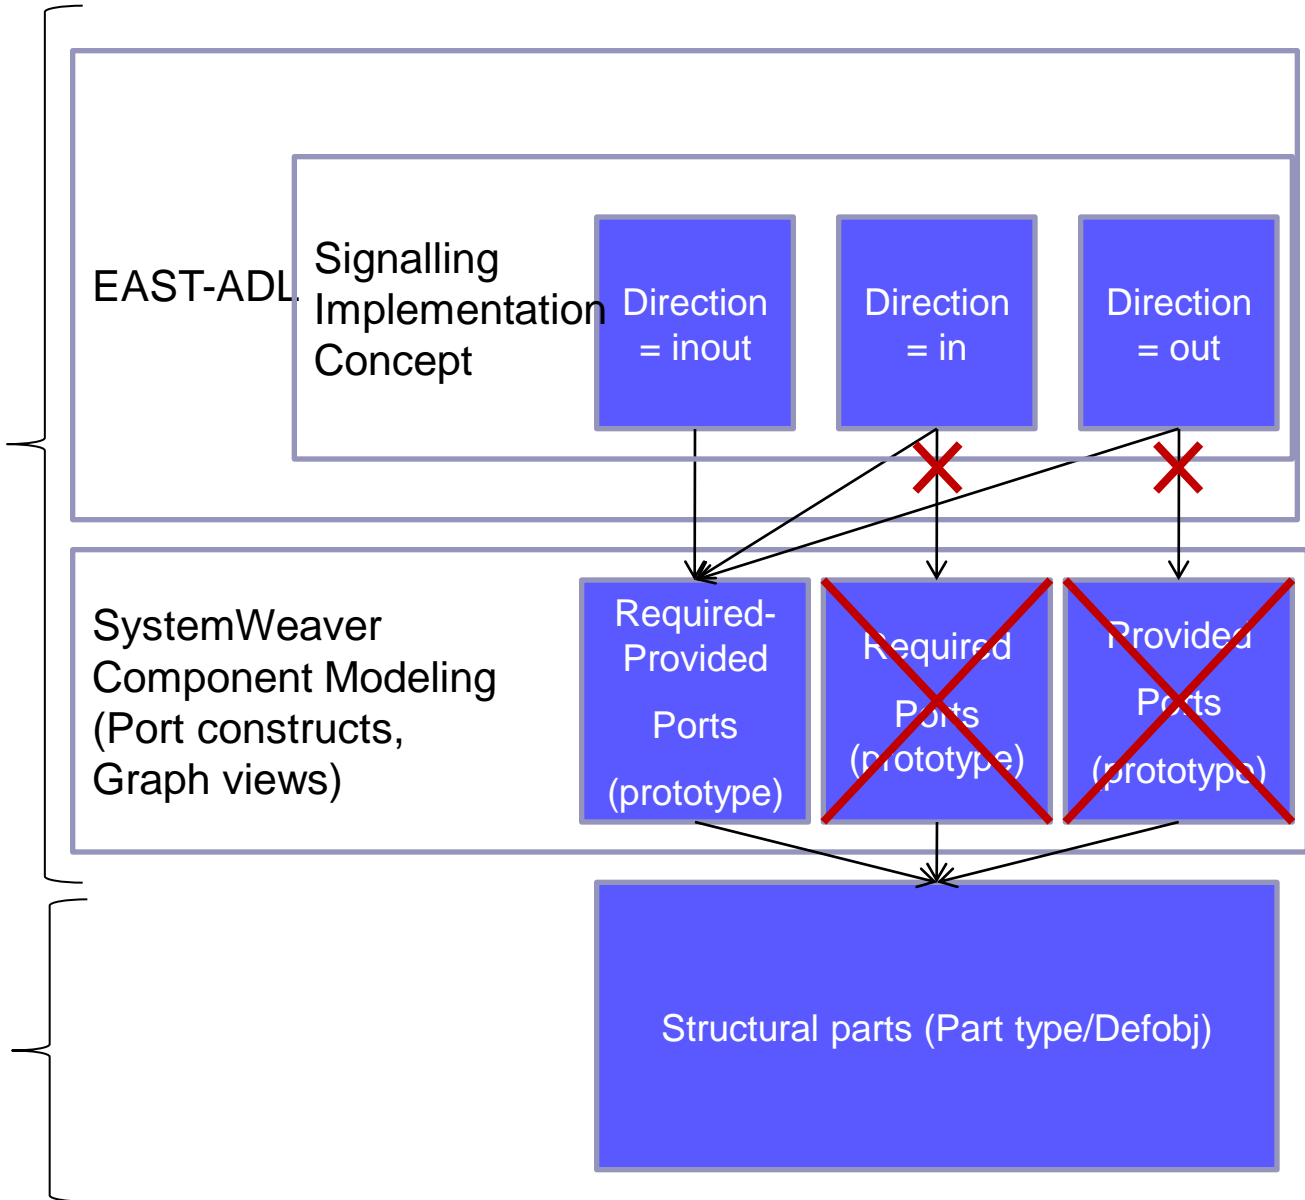 EAST-ADL
Signalling
Implementation
Concept
Direction
= inout
Direction
= in
Direction
= out
SystemWeaver
Component Modeling
(Port constructs,
Graph views)
Required-
Provided
Ports
(prototype)
Required
Ports
(prototype)
Provided
Ports
(prototype)
Structural parts (Part type/Defobj)